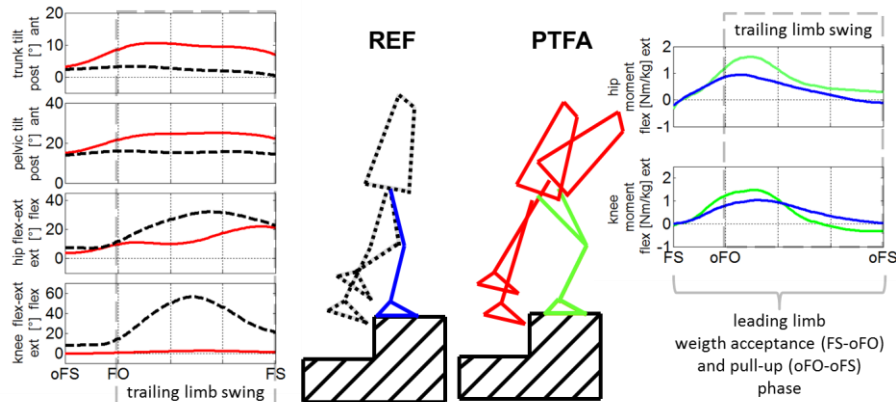 trunk tilt
post [°] ant
20
10
0
pelvic tilt
post [°] ant
40
20
0
hip flex-ext
ext [°] flex
40
20
0
knee flex-ext
ext [°] flex
60
40
20
0
oFS
FO
FS
trailing limb swing
REF
PTFA
trailing limb swing
hip
moment
flex [Nm/kg] ext
2
1
0
knee
moment
flex [Nm/kg] ext
2
1
0
FS
oFO
oFS
leading limb
weigth acceptance (FS-oFO)
and pull-up (oFO-oFS)
phase